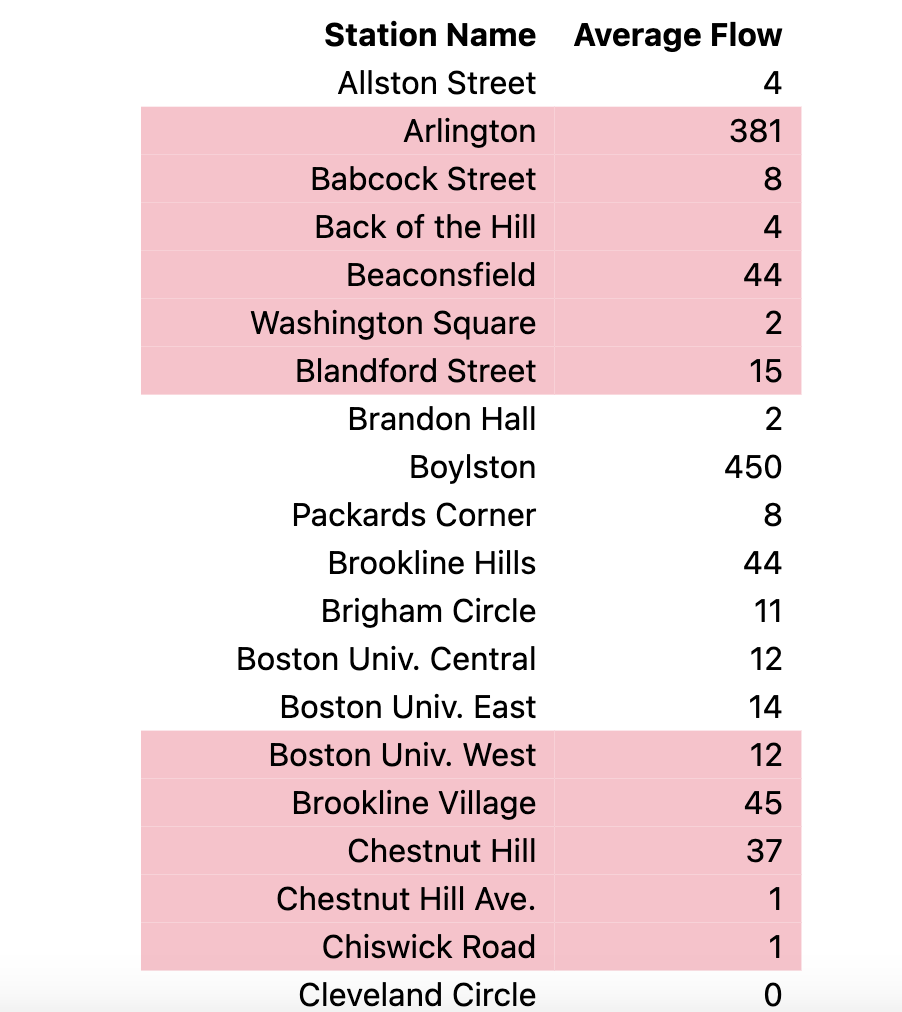 Station Name Average Flow
Allston Street 4
Arlington 381
Babcock Street 8
Back of the Hill 4
Beaconsfield 44
Washington Square 2
Blandford Street 15
Brandon Hall 2
Boylston 450
Packards Corner 8
Brookline Hills 44
Brigham Circle 11
Boston Univ. Central 12
Boston Univ. East 14
Boston Univ. West 12
Brookline Village 45
Chestnut Hill 37
Chestnut Hill Ave. 1
Chiswick Road 1
Cleveland Circle 0